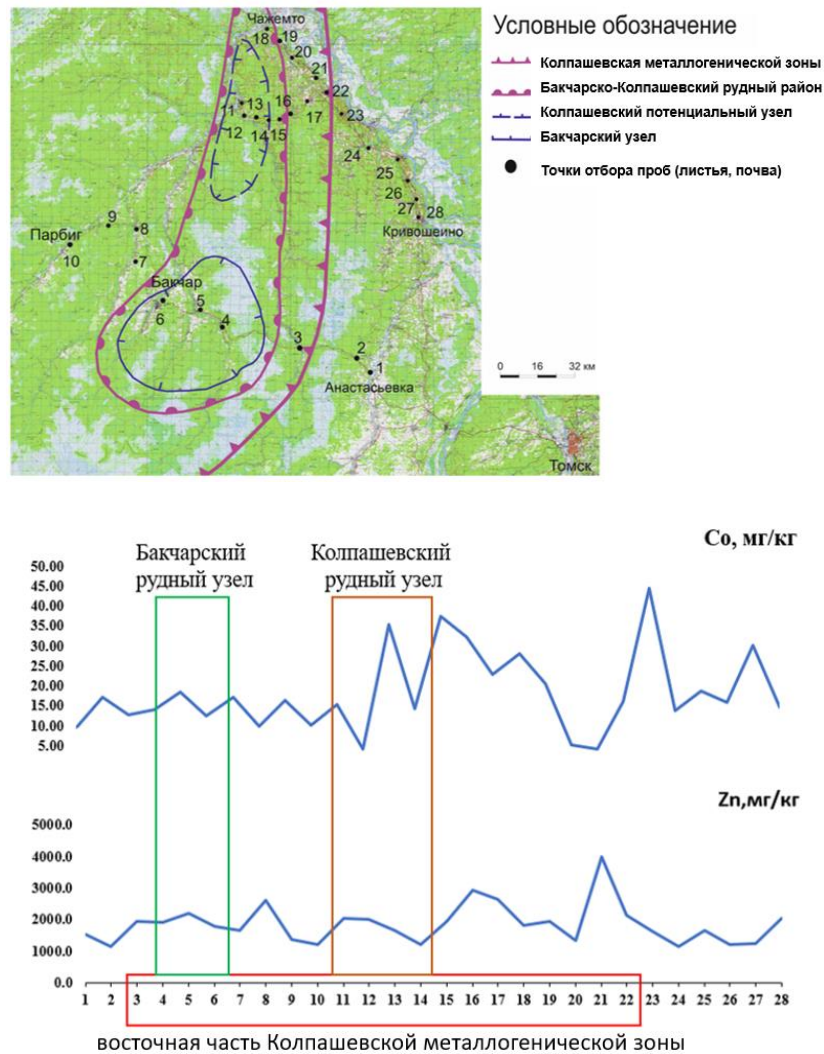 Условные обозначение
Колпашевская металлогенической зоны
Бакчарско-Колпашевский рудный район
Колпашевский потенциальный узел
Бакчарский узел
Точки отбора проб (листья, почва)
0 16 32 км
Чажемто
18 19
20
21
22
11 13 16 17 23
12 14 15
24
25
26
27 28
Кривошеино
9 8
Парбиг
10
7
Бакчар
5
6 4
3 2
1
Анастасьевка
Томск
Co, мг/кг
Бакчарский
рудный узел
Колпашевский
рудный узел
50.00
45.00
40.00
35.00
30.00
25.00
20.00
15.00
10.00
5.00
Zn,мг/кг
5000.0
4000.0
3000.0
2000.0
1000.0
0.0
1 2 3 4 5 6 7 8 9 10 11 12 13 14 15 16 17 18 19 20 21 22 23 24 25 26 27 28
восточная часть Колпашевской металлогенической зоны